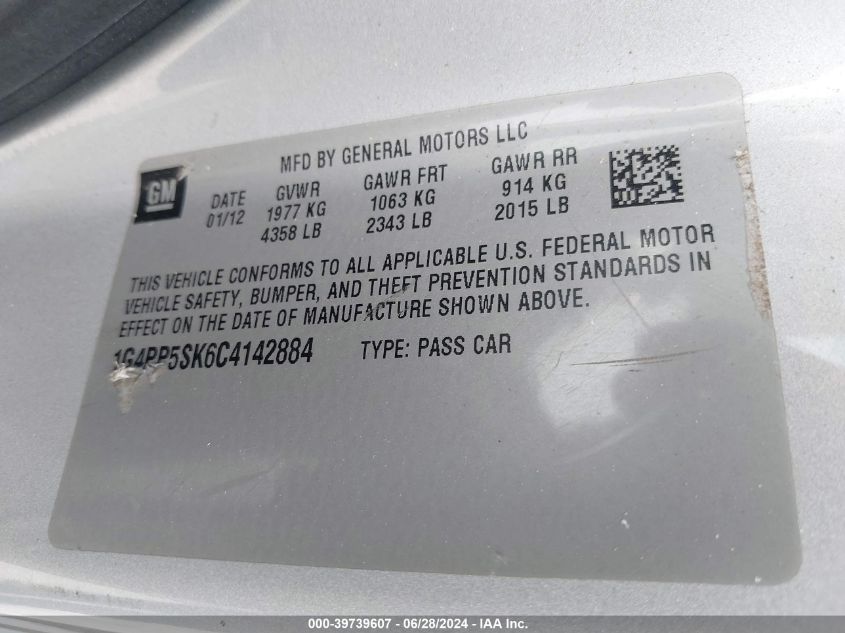 MFD BY GENERAL MOTORS LLC
GM
DATE GVWR GAWR FRT GAWR RR
01/12 1977 KG 1063 KG 914 KG
4358 LB 2343 LB 2015 LB
THIS VEHICLE CONFORMS TO ALL APPLICABLE U.S. FEDERAL MOTOR
VEHICLE SAFETY, BUMPER, AND THEFT PREVENTION STANDARDS IN
EFFECT ON THE DATE OF MANUFACTURE SHOWN ABOVE.
1G4PP5SK6C4142884 TYPE: PASS CAR
000-39739607 - 06/28/2024 - IAA Inc.